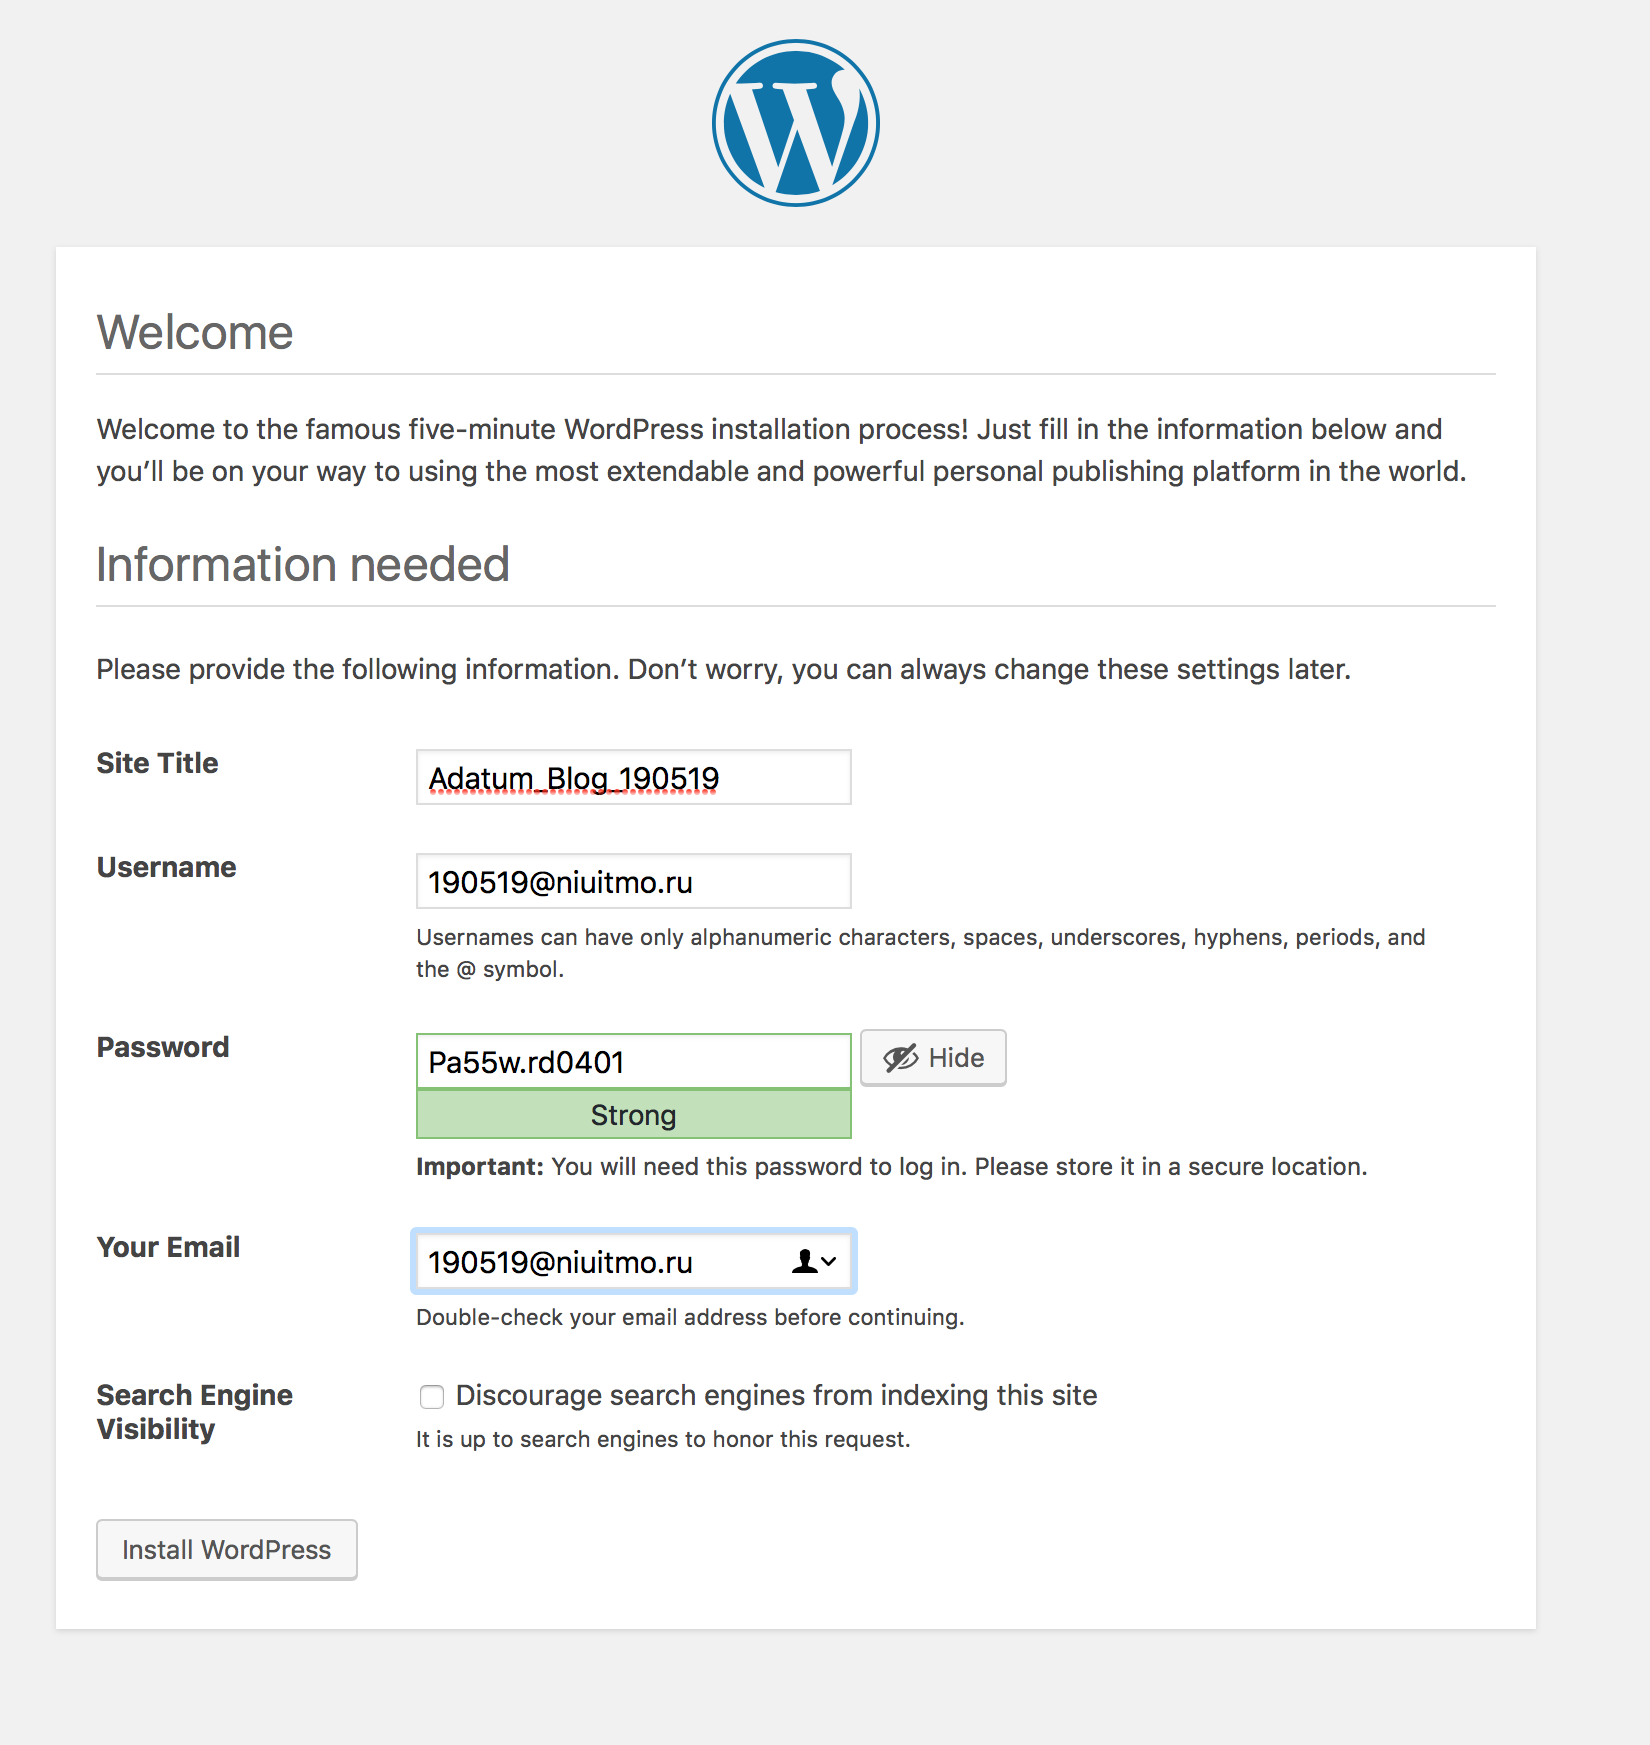 Welcome
Welcome to the famous five-minute WordPress installation process! Just fill in the information below and
you’ll be on your way to using the most extendable and powerful personal publishing platform in the world.
Information needed
Please provide the following information. Don’t worry, you can always change these settings later.
Site Title
Adatum_Blog_190519
Username
190519@niuitmo.ru
Usernames can have only alphanumeric characters, spaces, underscores, hyphens, periods, and
the @ symbol.
Password
Pa55w.rd0401
Hide
Strong
Important: You will need this password to log in. Please store it in a secure location.
Your Email
190519@niuitmo.ru
Double-check your email address before continuing.
Search Engine
Visibility
Discourage search engines from indexing this site
It is up to search engines to honor this request.
Install WordPress